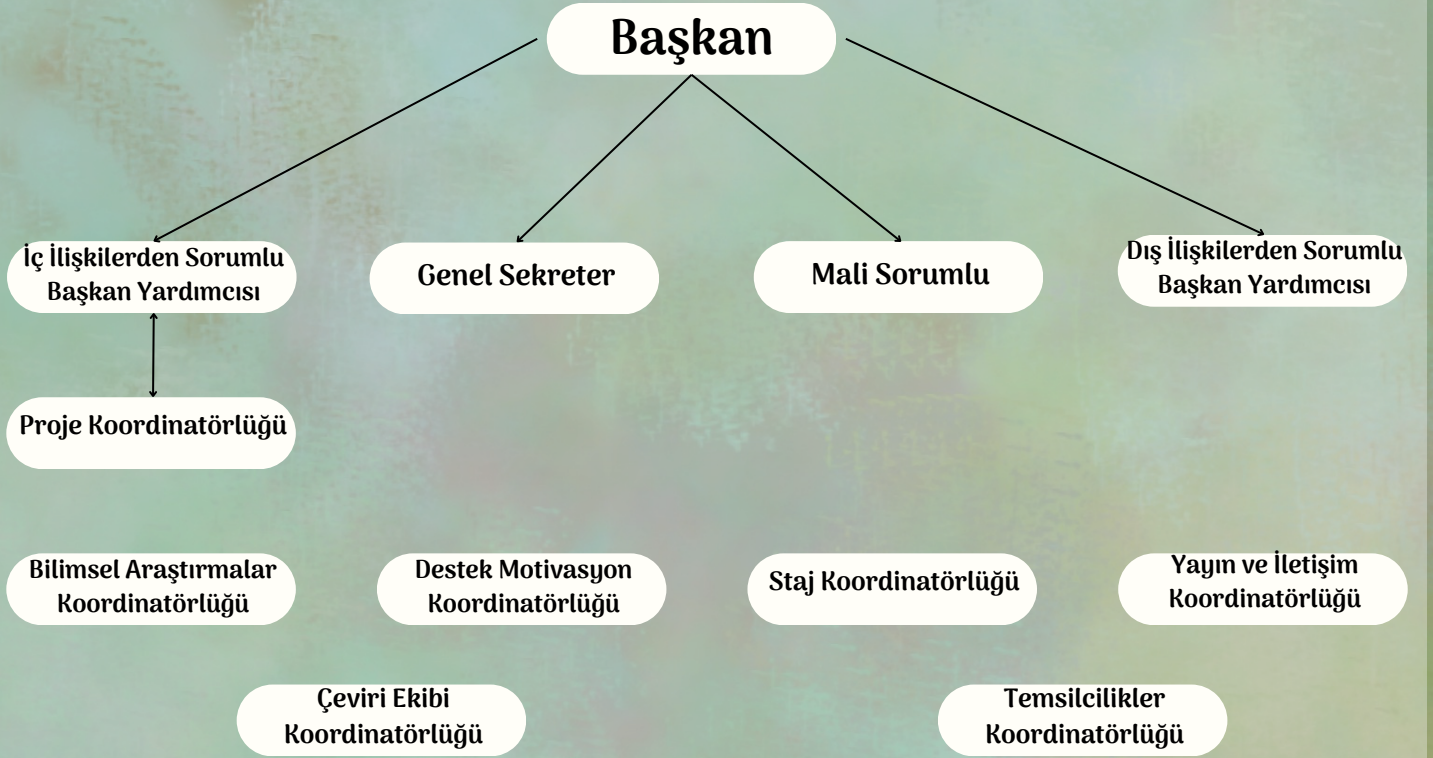 Başkan
İç İlişkilerden Sorumlu
Başkan Yardımcısı
Genel Sekreter
Mali Sorumlu
Dış İlişkilerden Sorumlu
Başkan Yardımcısı
Proje Koordinatörlüğü
Bilimsel Araştırmalar
Koordinatörlüğü
Destek Motivasyon
Koordinatörlüğü
Staj Koordinatörlüğü
Yayın ve İletişim
Koordinatörlüğü
Çeviri Ekibi
Koordinatörlüğü
Temsilcilikler
Koordinatörlüğü